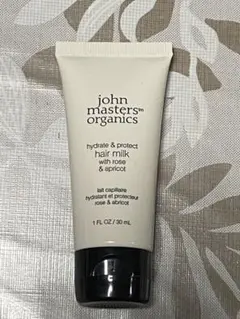 john
masters™
organics
hydrate & protect
hair milk
with rose
& apricot
lait capillaire
hydratant et protecteur
rose & abricot
1 FL OZ / 30 mL